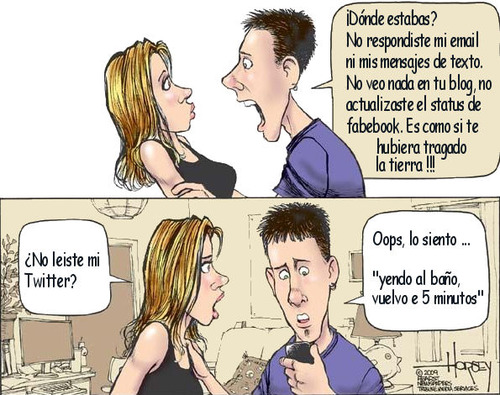 ¡Dónde estabas?
No respondiste mi email
ni mis mensajes de texto.
No veo nada en tu blog, no
actualizaste el status de
fabebook. Es como si te
hubiera tragado
la tierra !!!
¿No leiste mi
Twitter?
Oops, lo siento ...
"yendo al baño,
vuelvo e 5 minutos"
HORSEY
©2009
HEARST
NEWSPAPERS